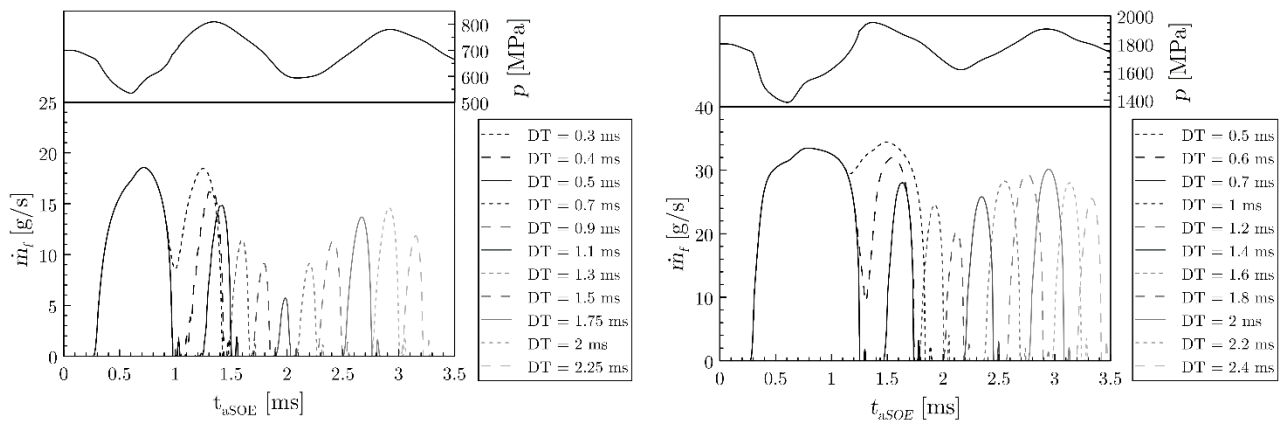 800
700
600
500
p [MPa]
25
20
15
10
5
0
ṁf [g/s]
0 0.5 1 1.5 2 2.5 3 3.5
taSOE [ms]
DT = 0.3 ms
DT = 0.4 ms
DT = 0.5 ms
DT = 0.7 ms
DT = 0.9 ms
DT = 1.1 ms
DT = 1.3 ms
DT = 1.5 ms
DT = 1.75 ms
DT = 2 ms
DT = 2.25 ms
2000
1800
1600
1400
p [MPa]
40
30
20
10
0
ṁf [g/s]
0 0.5 1 1.5 2 2.5 3 3.5
taSOE [ms]
DT = 0.5 ms
DT = 0.6 ms
DT = 0.7 ms
DT = 1 ms
DT = 1.2 ms
DT = 1.4 ms
DT = 1.6 ms
DT = 1.8 ms
DT = 2 ms
DT = 2.2 ms
DT = 2.4 ms